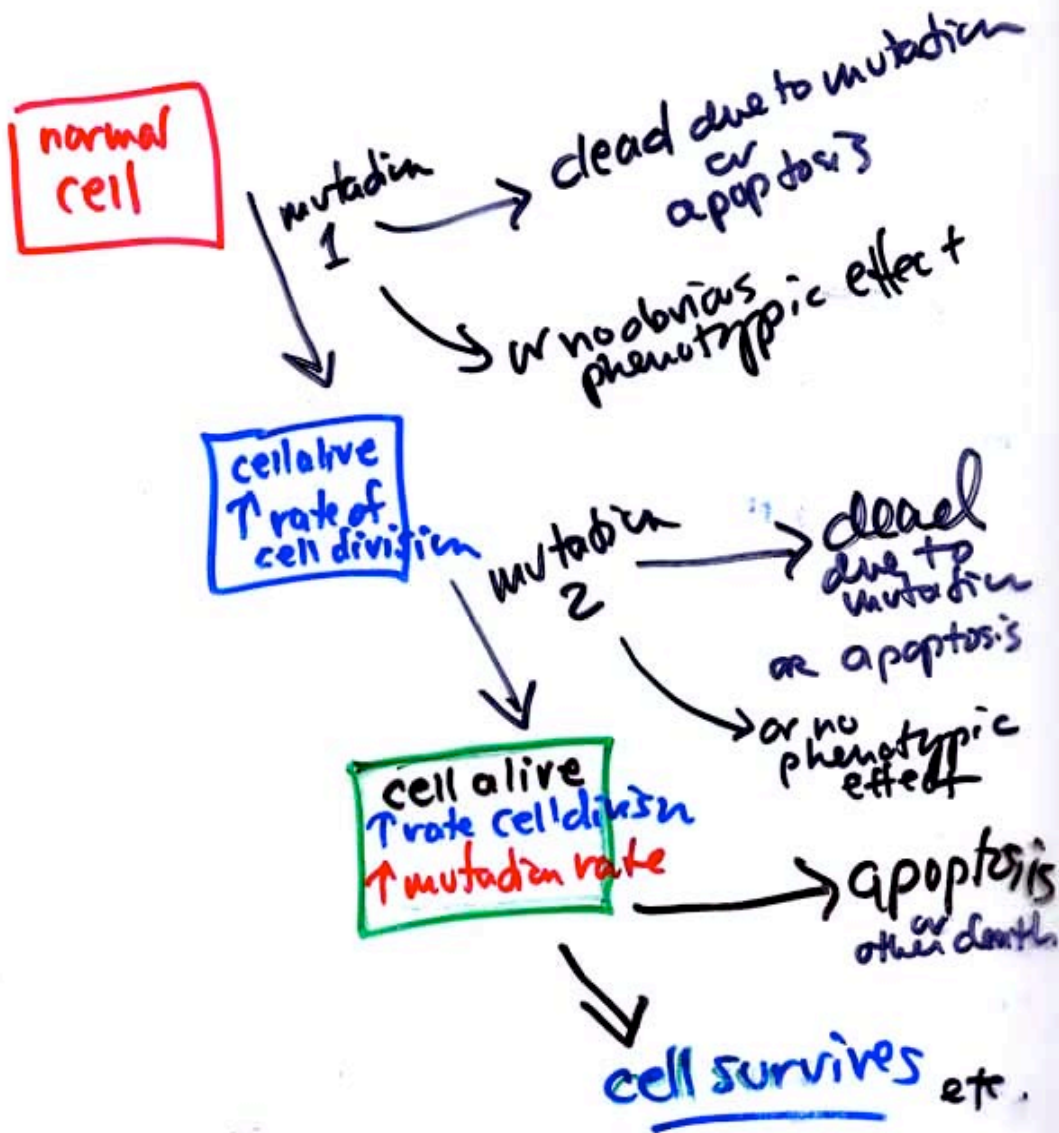 normal
cell
mutation
1
dead due to mutation
or
apoptosis
or no obvious
phenotypic effect
cell alive
↑ rate of
cell division
mutation
2
dead
due to
mutation
or apoptosis
or no
phenotypic
effect
cell alive
↑ rate cell division
↑ mutation rate
apoptosis
or
other death
cell survives etc.